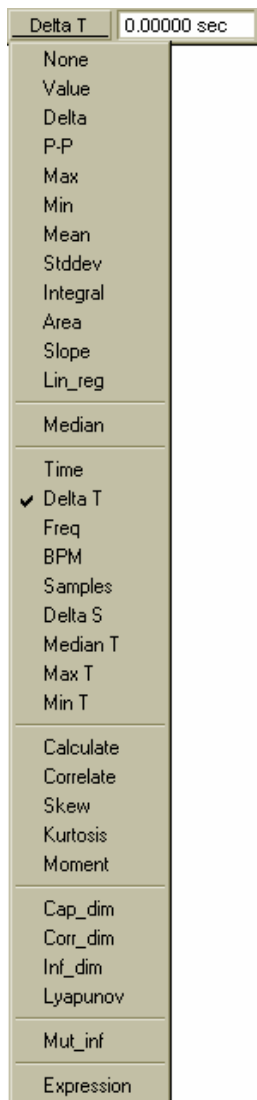 Delta T 0.00000 sec
None
Value
Delta
P-P
Max
Min
Mean
Stddev
Integral
Area
Slope
Lin_reg
Median
Time
Delta T
Freq
BPM
Samples
Delta S
Median T
Max T
Min T
Calculate
Correlate
Skew
Kurtosis
Moment
Cap_dim
Corr_dim
Inf_dim
Lyapunov
Mut_inf
Expression